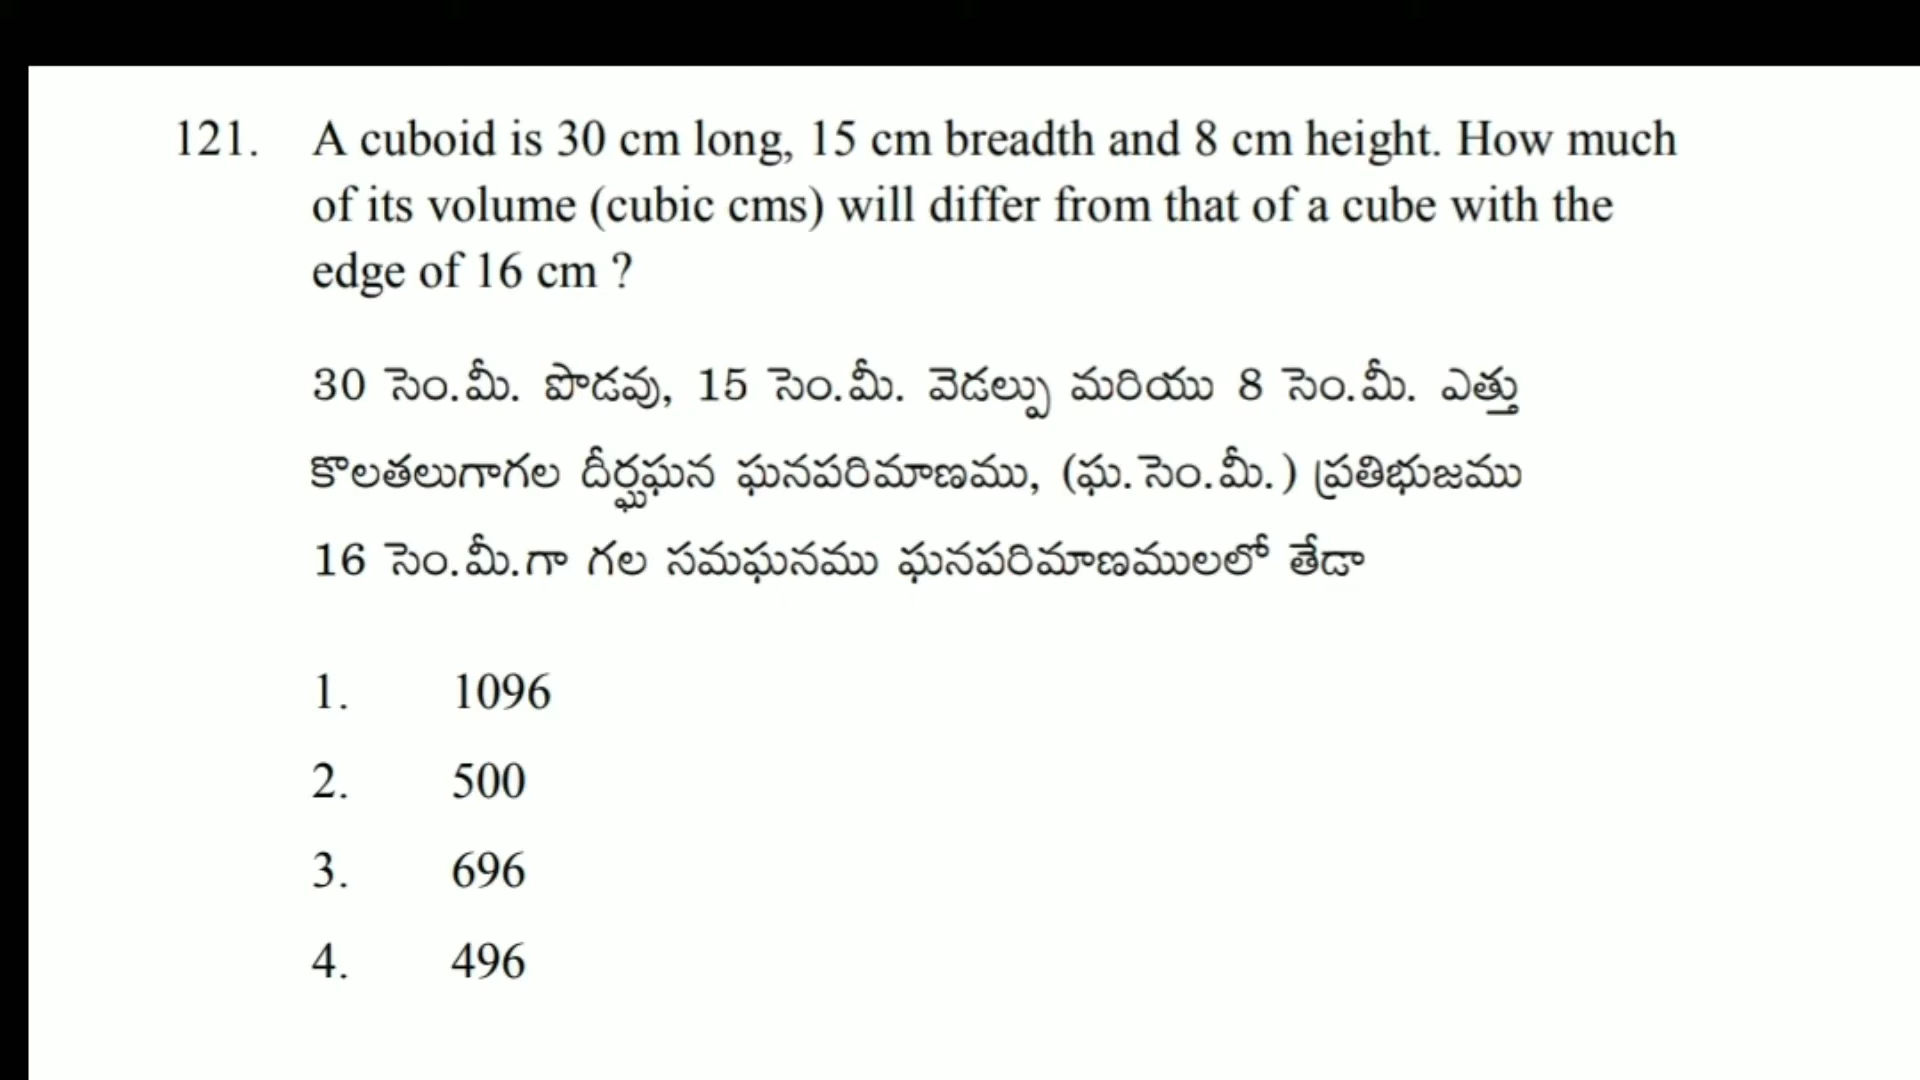 121. A cuboid is 30 cm long, 15 cm breadth and 8 cm height. How much
of its volume (cubic cms) will differ from that of a cube with the
edge of 16 cm ?
30 సెం.మీ. పొడవు, 15 సెం.మీ. వెడల్పు మరియు 8 సెం.మీ. ఎత్తు
కొలతలుగాగల దీర్ఘఘన ఘనపరిమాణము, (ఘ.సెం.మీ.) ప్రతిభుజము
16 సెం.మీ.గా గల సమఘనము ఘనపరిమాణములలో తేడా
1. 1096
2. 500
3. 696
4. 496